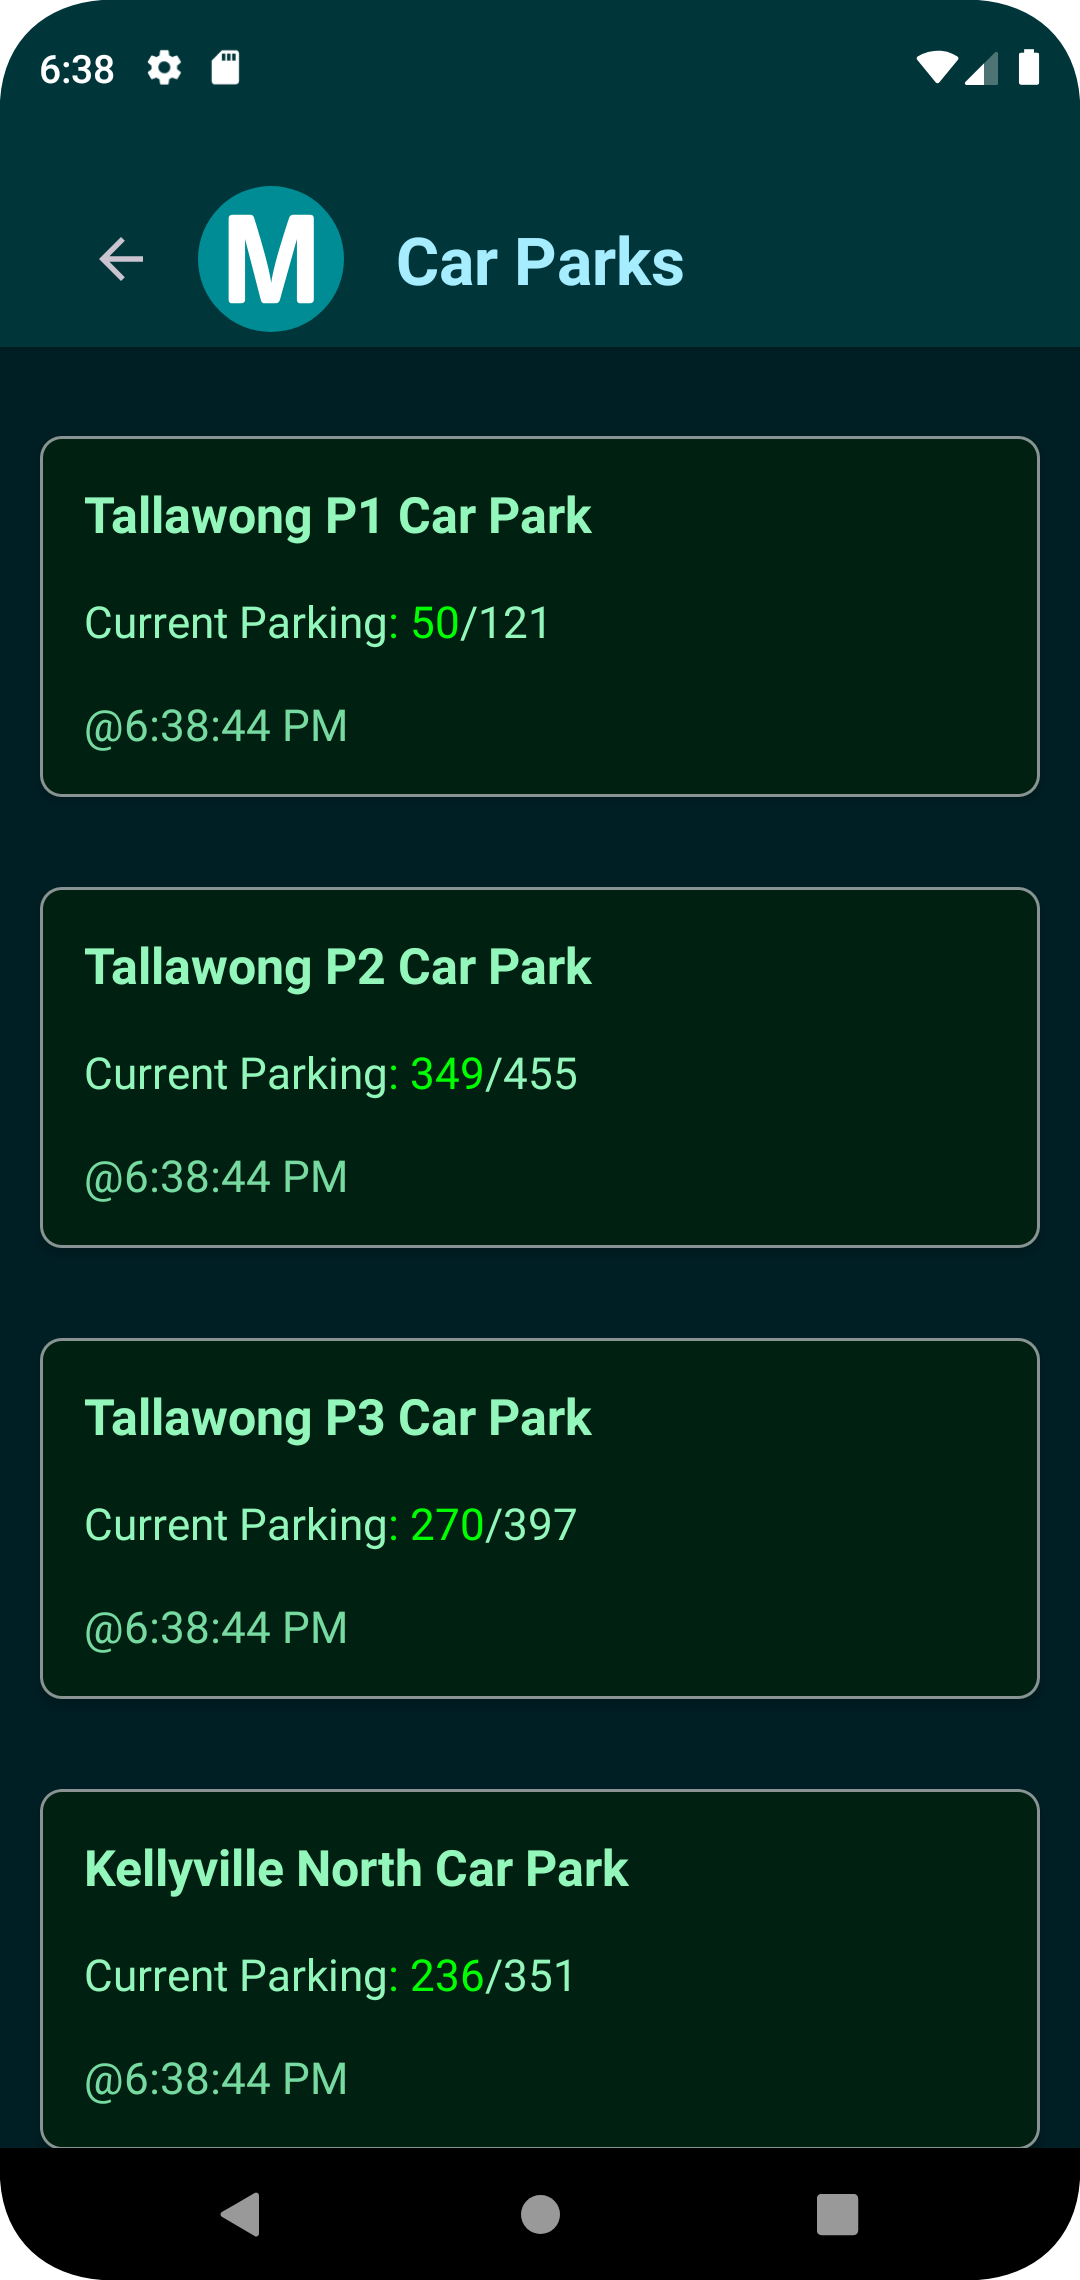 6:38
M
Car Parks
Tallawong P1 Car Park
Current Parking: 50/121
@6:38:44 PM
Tallawong P2 Car Park
Current Parking: 349/455
@6:38:44 PM
Tallawong P3 Car Park
Current Parking: 270/397
@6:38:44 PM
Kellyville North Car Park
Current Parking: 236/351
@6:38:44 PM